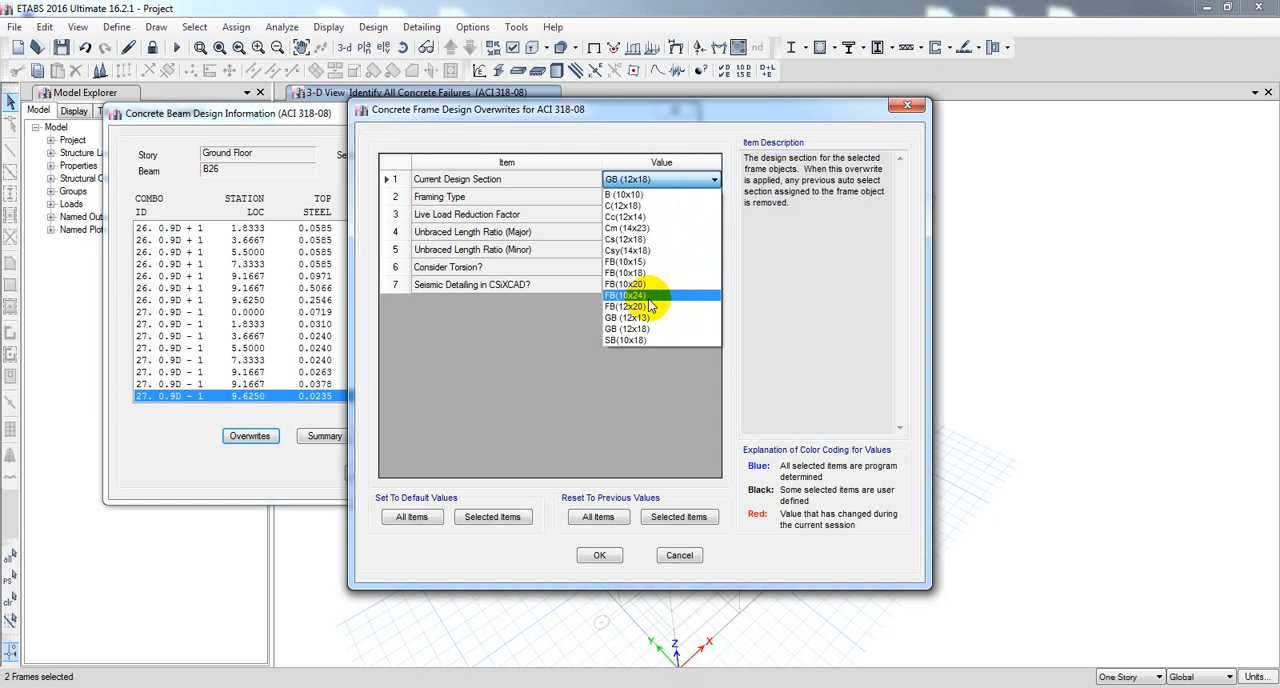 ETABS 2016 Ultimate 16.2.1 - Project
File Edit View Define Draw Select Assign Analyze Display Design Detailing Options Tools Help
3-d
nd
Model Explorer
3-D View Identify All Concrete Failures (ACI 318-08)
Model Display
Model
Project
Structure La
Properties
Groups
Loads
Named Out
Named Plot
Concrete Beam Design Information (ACI 318-08)
Story Ground Floor
Beam B26
COMBO STATION TOP
ID LOC STEEL
26. 0.9D + 1 1.8333 0.0585
26. 0.9D + 1 3.6667 0.0585
26. 0.9D + 1 5.5000 0.0585
26. 0.9D + 1 7.3333 0.0585
26. 0.9D + 1 9.1667 0.0971
26. 0.9D + 1 9.1667 0.5066
26. 0.9D + 1 9.6250 0.2546
27. 0.9D - 1 0.0000 0.0719
27. 0.9D - 1 1.8333 0.0310
27. 0.9D - 1 3.6667 0.0240
27. 0.9D - 1 5.5000 0.0240
27. 0.9D - 1 7.3333 0.0240
27. 0.9D - 1 9.1667 0.0263
27. 0.9D - 1 9.1667 0.0378
27. 0.9D - 1 9.6250 0.0235
Overwrites Summary
Concrete Frame Design Overwrites for ACI 318-08
Item Value
1 Current Design Section GB (12x18)
2 Framing Type
3 Live Load Reduction Factor
4 Unbraced Length Ratio (Major)
5 Unbraced Length Ratio (Minor)
6 Consider Torsion?
7 Seismic Detailing in CSiXCAD?
B (10x10)
C(12x18)
Cc(12x14)
Cm (14x23)
Cs(12x18)
Csy(14x18)
FB(10x15)
FB(10x18)
FB(10x20)
FB(10x24)
FB(12x20)
GB (12x13)
GB (12x18)
SB(10x18)
Item Description
The design section for the selected
frame objects. When this overwrite
is applied, any previous auto select
section assigned to the frame object
is removed.
Explanation of Color Coding for Values
Blue: All selected items are program
determined
Black: Some selected items are user
defined
Red: Value that has changed during
the current session
Set To Default Values
All Items Selected Items
Reset To Previous Values
All Items Selected Items
OK Cancel
all
PS
clr
Y Z X
2 Frames selected
One Story Global Units...